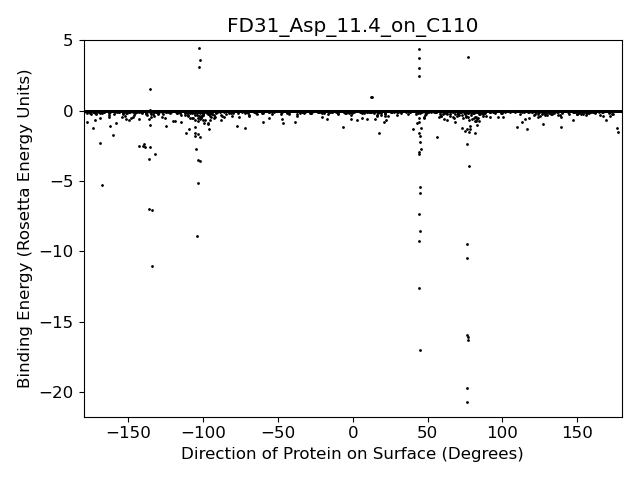 FD31_Asp_11.4_on_C110
Binding Energy (Rosetta Energy Units)
5
0
−5
−10
−15
−20
−150 −100 −50 0 50 100 150
Direction of Protein on Surface (Degrees)